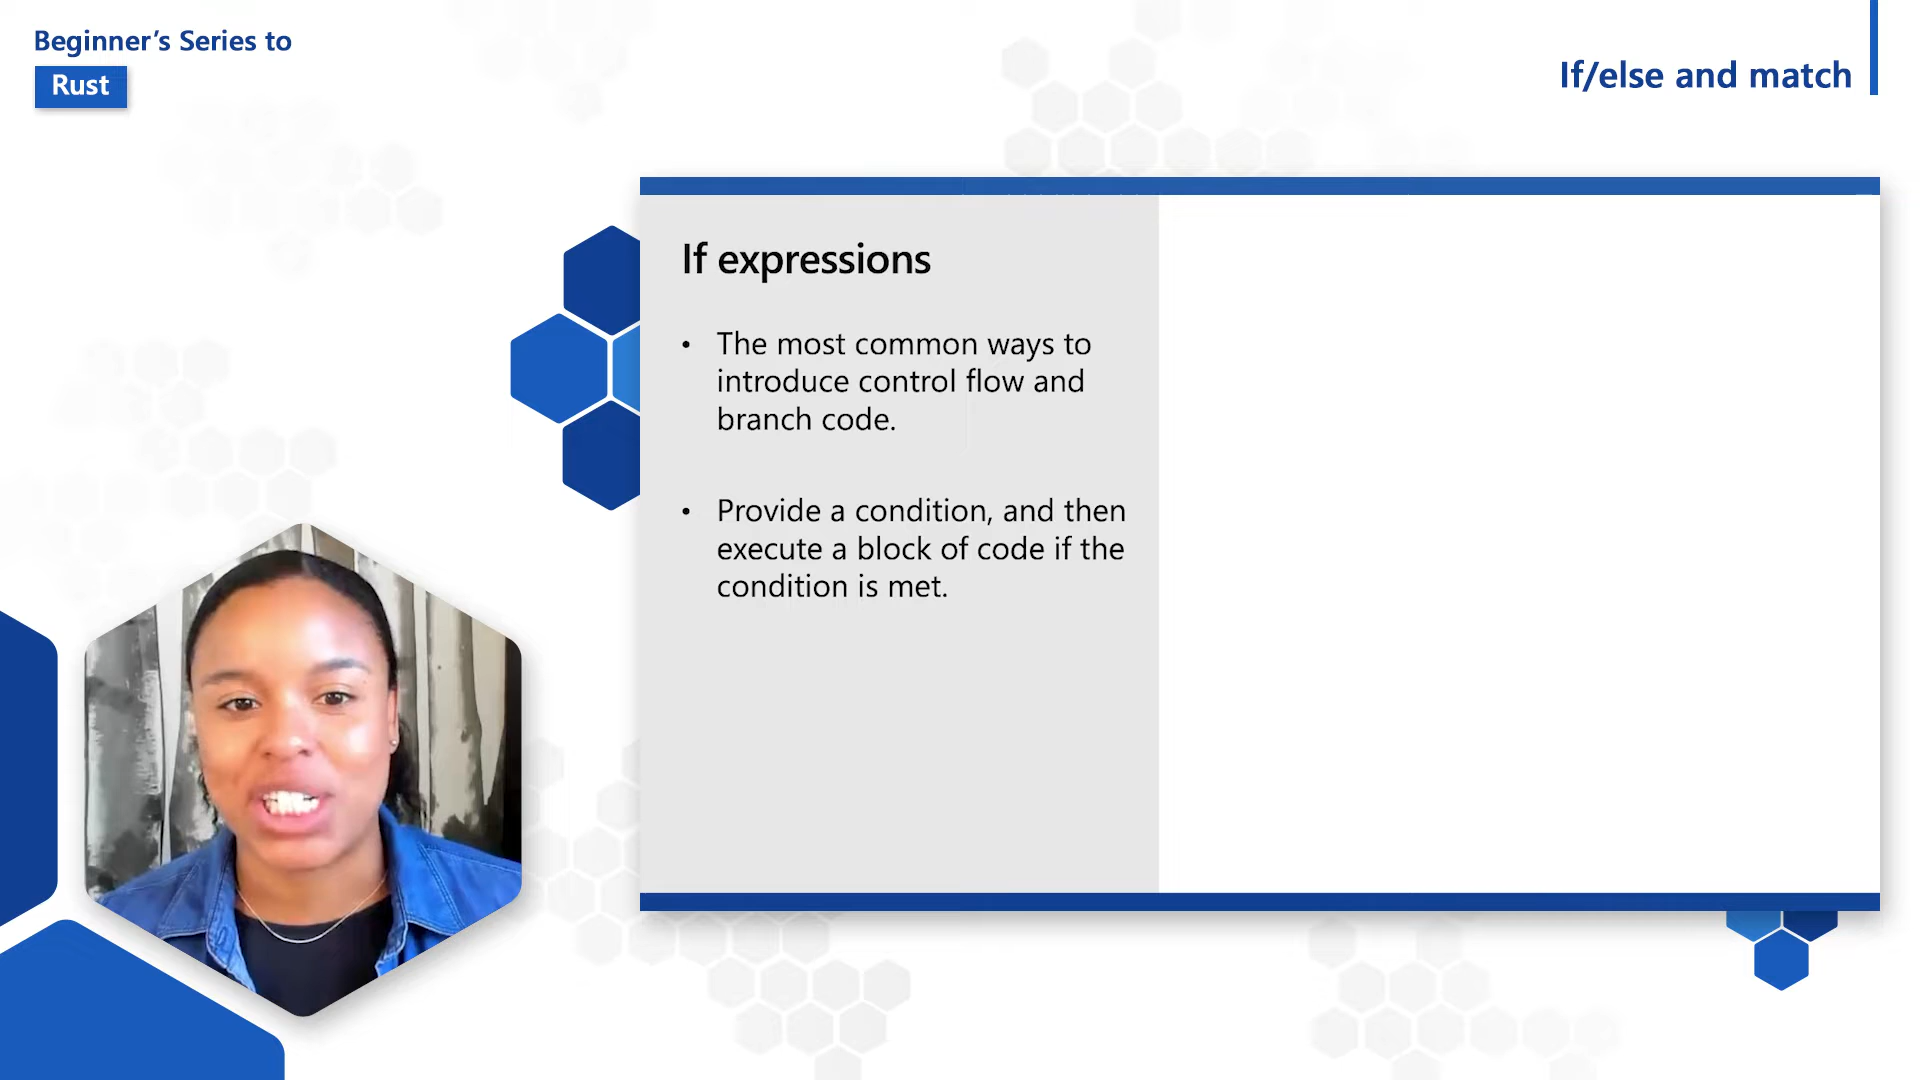 Beginner’s Series to
Rust
If/else and match
If expressions
• The most common ways to
introduce control flow and
branch code.
• Provide a condition, and then
execute a block of code if the
condition is met.